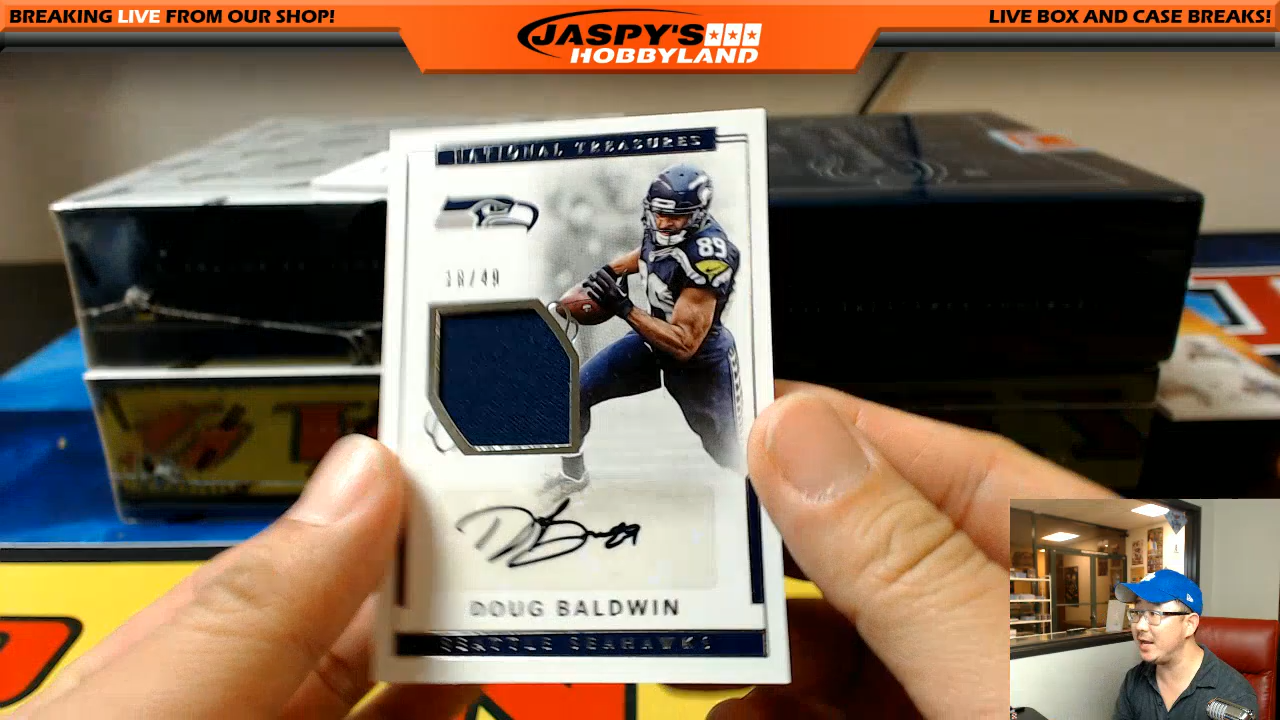 BREAKING LIVE FROM OUR SHOP!
JASPY'S
HOBBYLAND
LIVE BOX AND CASE BREAKS!
NATIONAL TREASURES
89
DOUG BALDWIN
SEATTLE SEAHAWKS